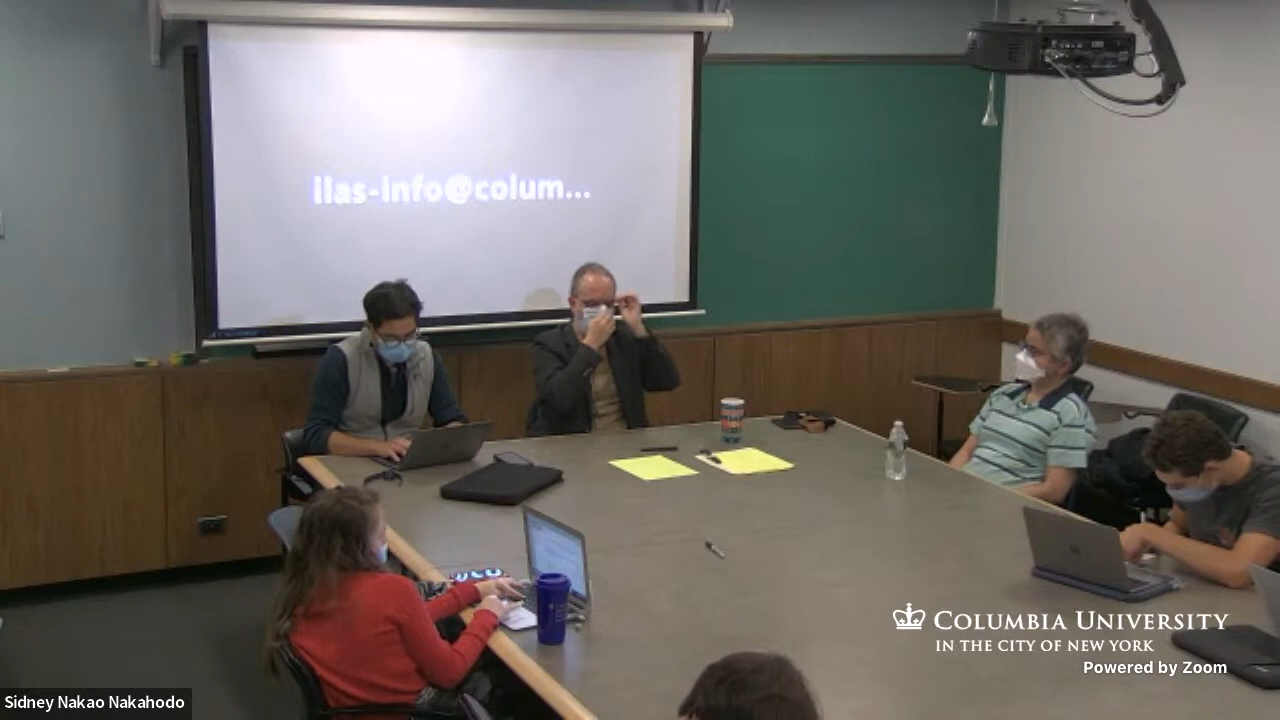 ilas-info@colum...
COLUMBIA UNIVERSITY
IN THE CITY OF NEW YORK
Powered by Zoom
Sidney Nakao Nakahodo